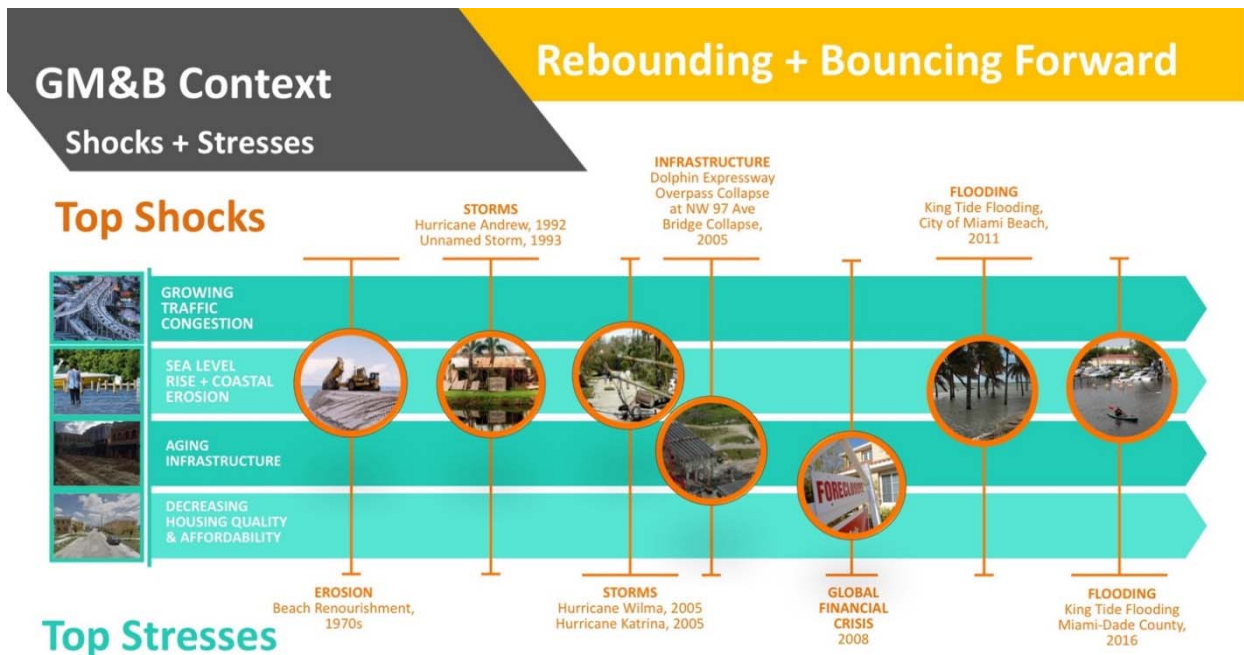 GM&B Context
Shocks + Stresses
Rebounding + Bouncing Forward
Top Shocks
STORMS
Hurricane Andrew, 1992
Unnamed Storm, 1993
INFRASTRUCTURE
Dolphin Expressway
Overpass Collapse
at NW 97 Ave
Bridge Collapse,
2005
FLOODING
King Tide Flooding,
City of Miami Beach,
2011
GROWING
TRAFFIC
CONGESTION
SEA LEVEL
RISE + COASTAL
EROSION
AGING
INFRASTRUCTURE
DECREASING
HOUSING QUALITY
& AFFORDABILITY
FORECLOSURE
EROSION
Beach Renourishment,
1970s
STORMS
Hurricane Wilma, 2005
Hurricane Katrina, 2005
GLOBAL
FINANCIAL
CRISIS
2008
FLOODING
King Tide Flooding
Miami-Dade County,
2016
Top Stresses